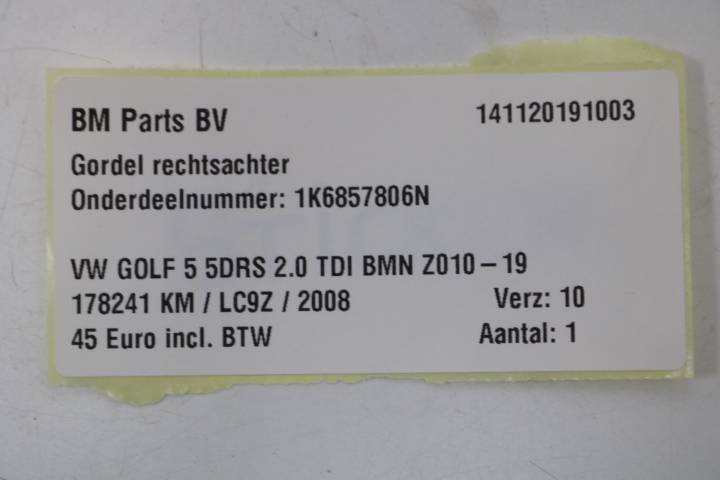 BM Parts BV 141120191003
Gordel rechtsachter
Onderdeelnummer: 1K6857806N
VW GOLF 5 5DRS 2.0 TDI BMN Z010-19
178241 KM / LC9Z / 2008 Verz: 10
45 Euro incl. BTW Aantal: 1